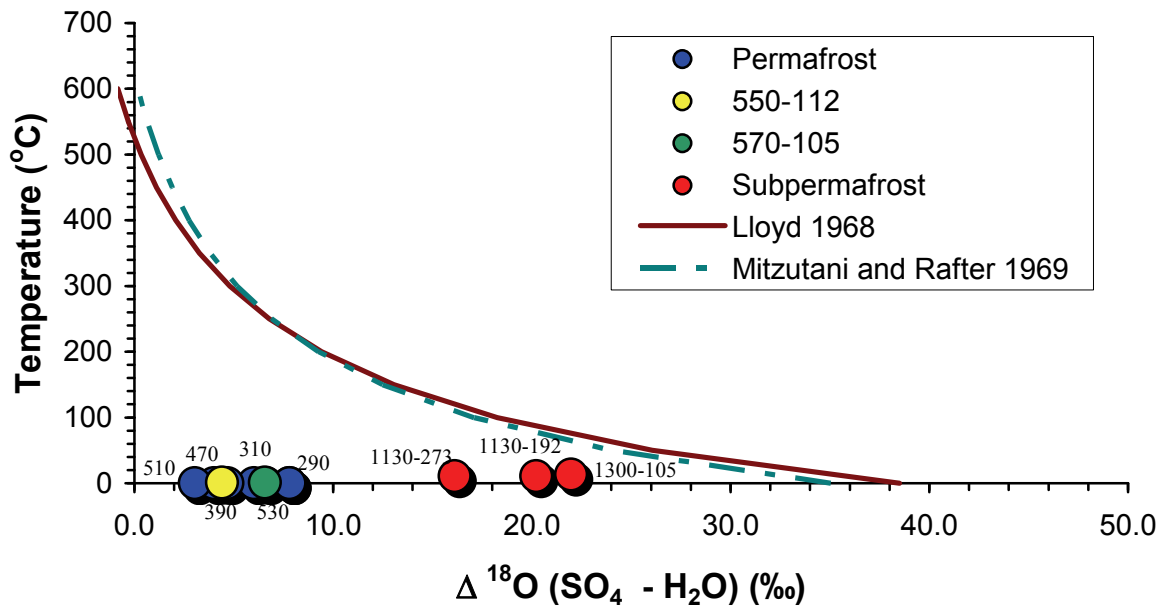 700
600
500
400
300
200
100
0
Temperature (°C)
Permafrost
550-112
570-105
Subpermafrost
Lloyd 1968
Mitzutani and Rafter 1969
510
470
310
290
390
530
1130-273
1130-192
1300-105
0.0 10.0 20.0 30.0 40.0 50.0
Δ ¹⁸O (SO₄ - H₂O) (‰)